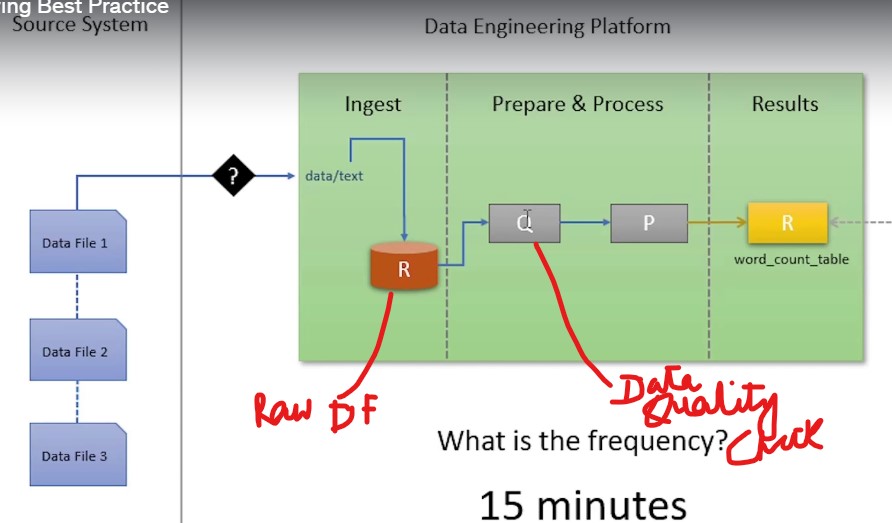 ring Best Practice
Source System
Data Engineering Platform
Ingest
Prepare & Process
Results
?
data/text
Data File 1
Q
P
R
R
word_count_table
Data File 2
Raw DF
Data
Quality
Check
What is the frequency?
Data File 3
15 minutes